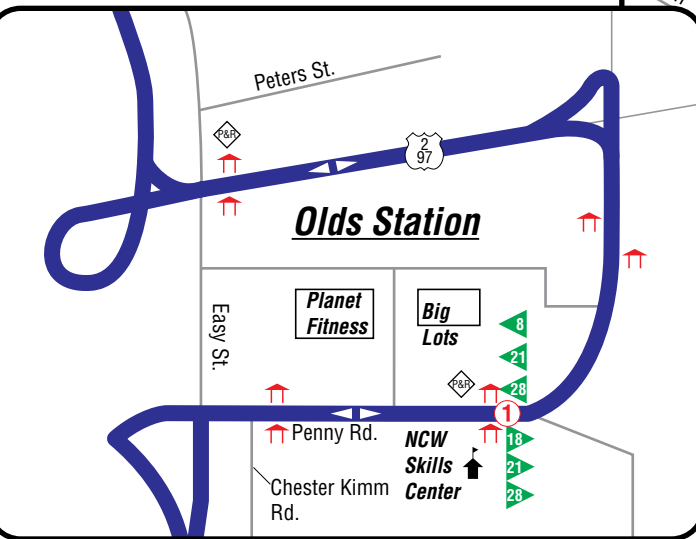 Peters St.
P&R
2
97
Olds Station
Easy St.
Planet
Fitness
Big
Lots
8
21
28
P&R
1
Penny Rd.
NCW
Skills
Center
18
21
28
Chester Kimm
Rd.